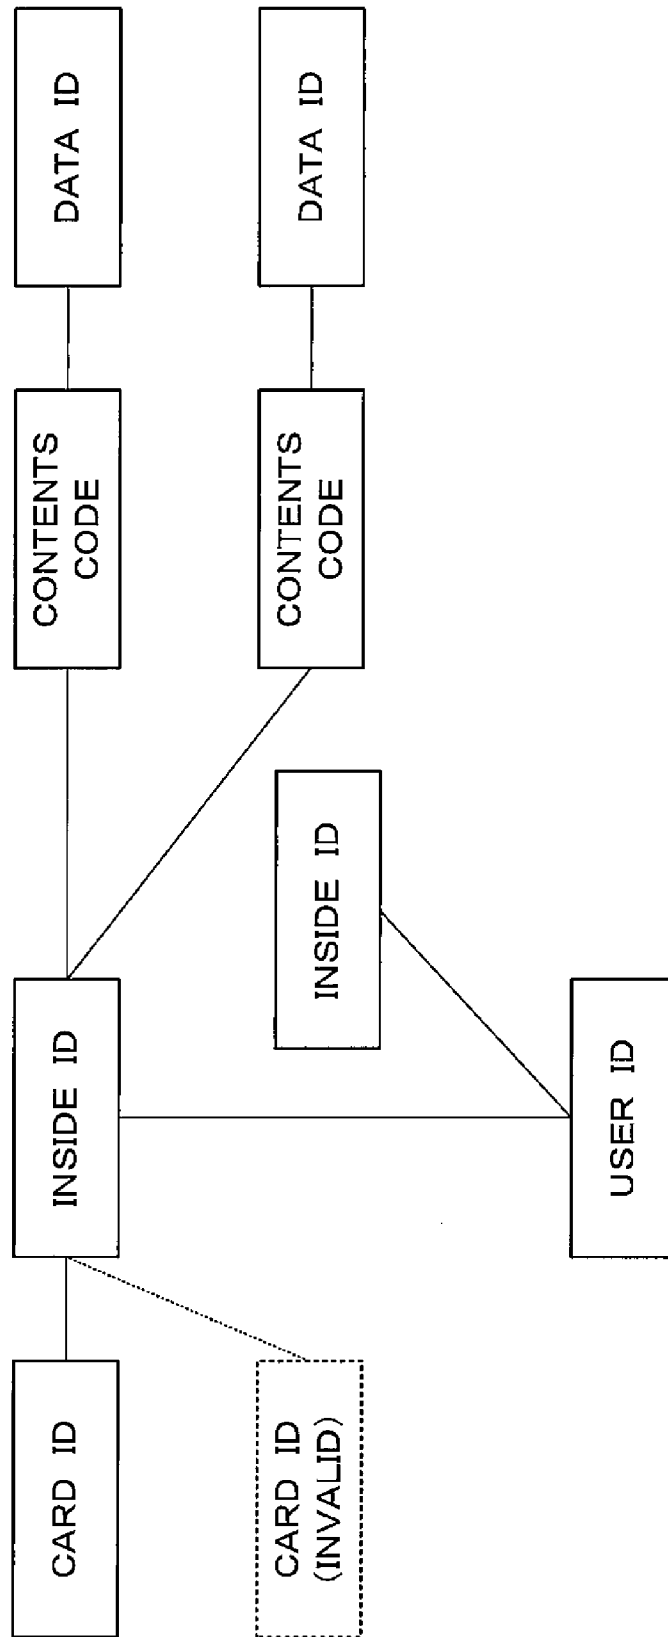 CARD ID
INSIDE ID
CONTENTS
CODE
DATA ID
CARD ID
(INVALID)
INSIDE ID
CONTENTS
CODE
DATA ID
USER ID